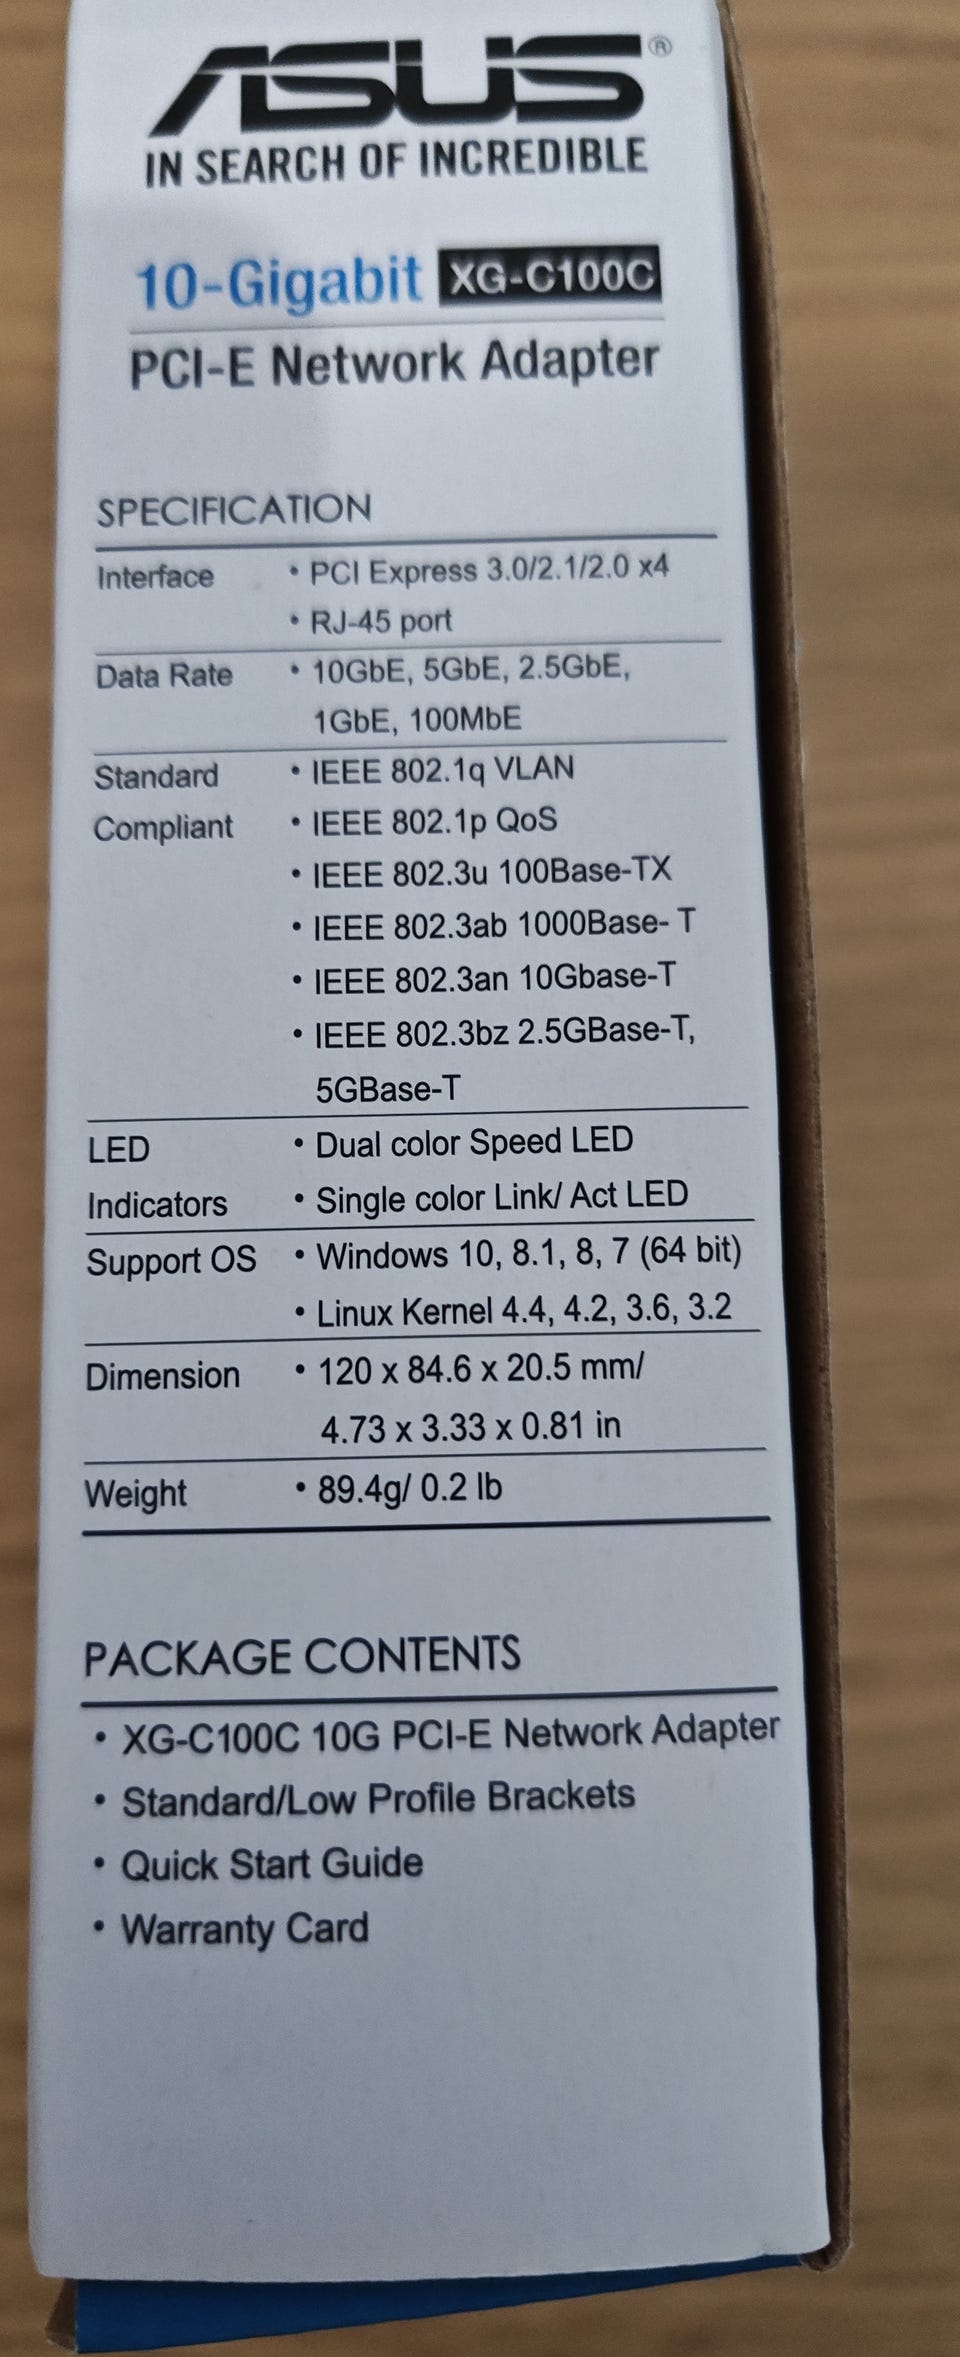 ASUS®
IN SEARCH OF INCREDIBLE
10-Gigabit XG-C100C
PCI-E Network Adapter
SPECIFICATION
Interface • PCI Express 3.0/2.1/2.0 x4
• RJ-45 port
Data Rate • 10GbE, 5GbE, 2.5GbE,
1GbE, 100MbE
Standard • IEEE 802.1q VLAN
Compliant • IEEE 802.1p QoS
• IEEE 802.3u 100Base-TX
• IEEE 802.3ab 1000Base- T
• IEEE 802.3an 10Gbase-T
• IEEE 802.3bz 2.5GBase-T,
5GBase-T
LED • Dual color Speed LED
Indicators • Single color Link/ Act LED
Support OS • Windows 10, 8.1, 8, 7 (64 bit)
• Linux Kernel 4.4, 4.2, 3.6, 3.2
Dimension • 120 x 84.6 x 20.5 mm/
4.73 x 3.33 x 0.81 in
Weight • 89.4g/ 0.2 lb
PACKAGE CONTENTS
• XG-C100C 10G PCI-E Network Adapter
• Standard/Low Profile Brackets
• Quick Start Guide
• Warranty Card